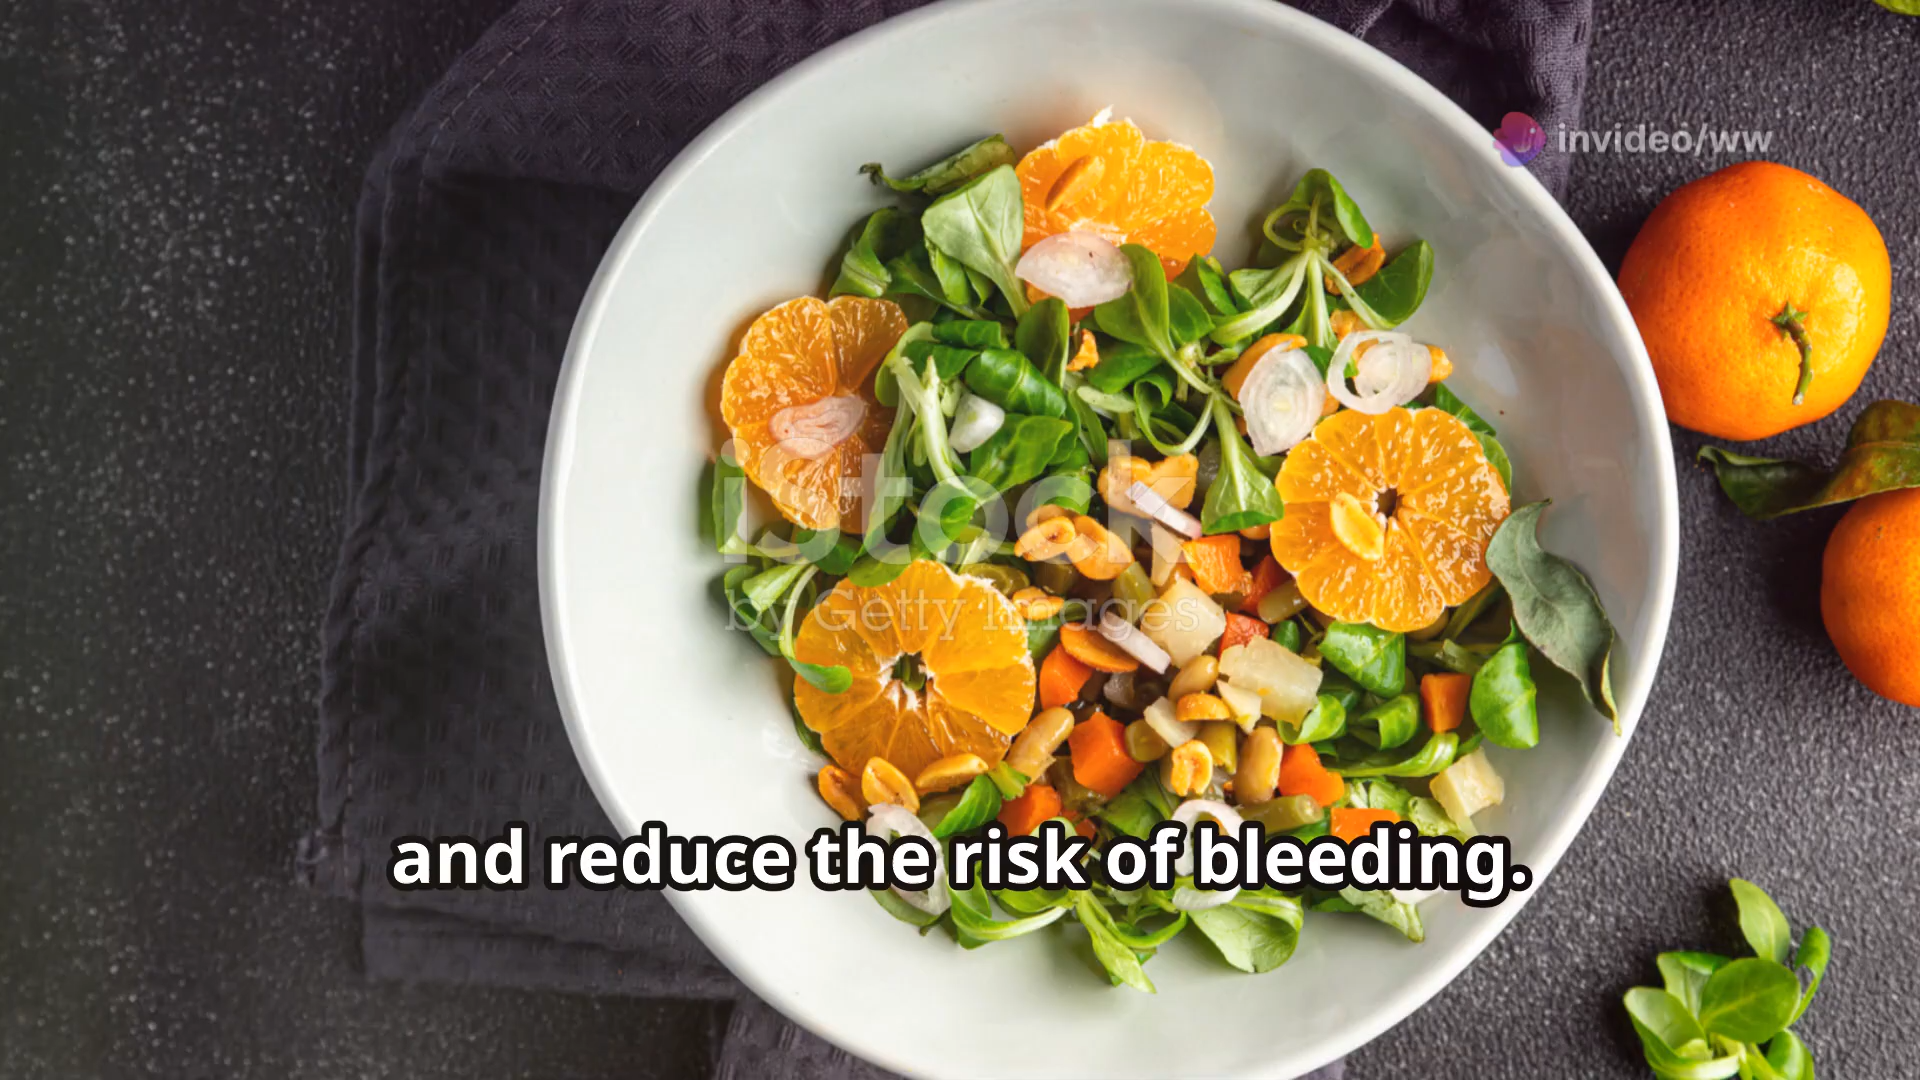 invideo/ww
iStock
by Getty Images
and reduce the risk of bleeding.